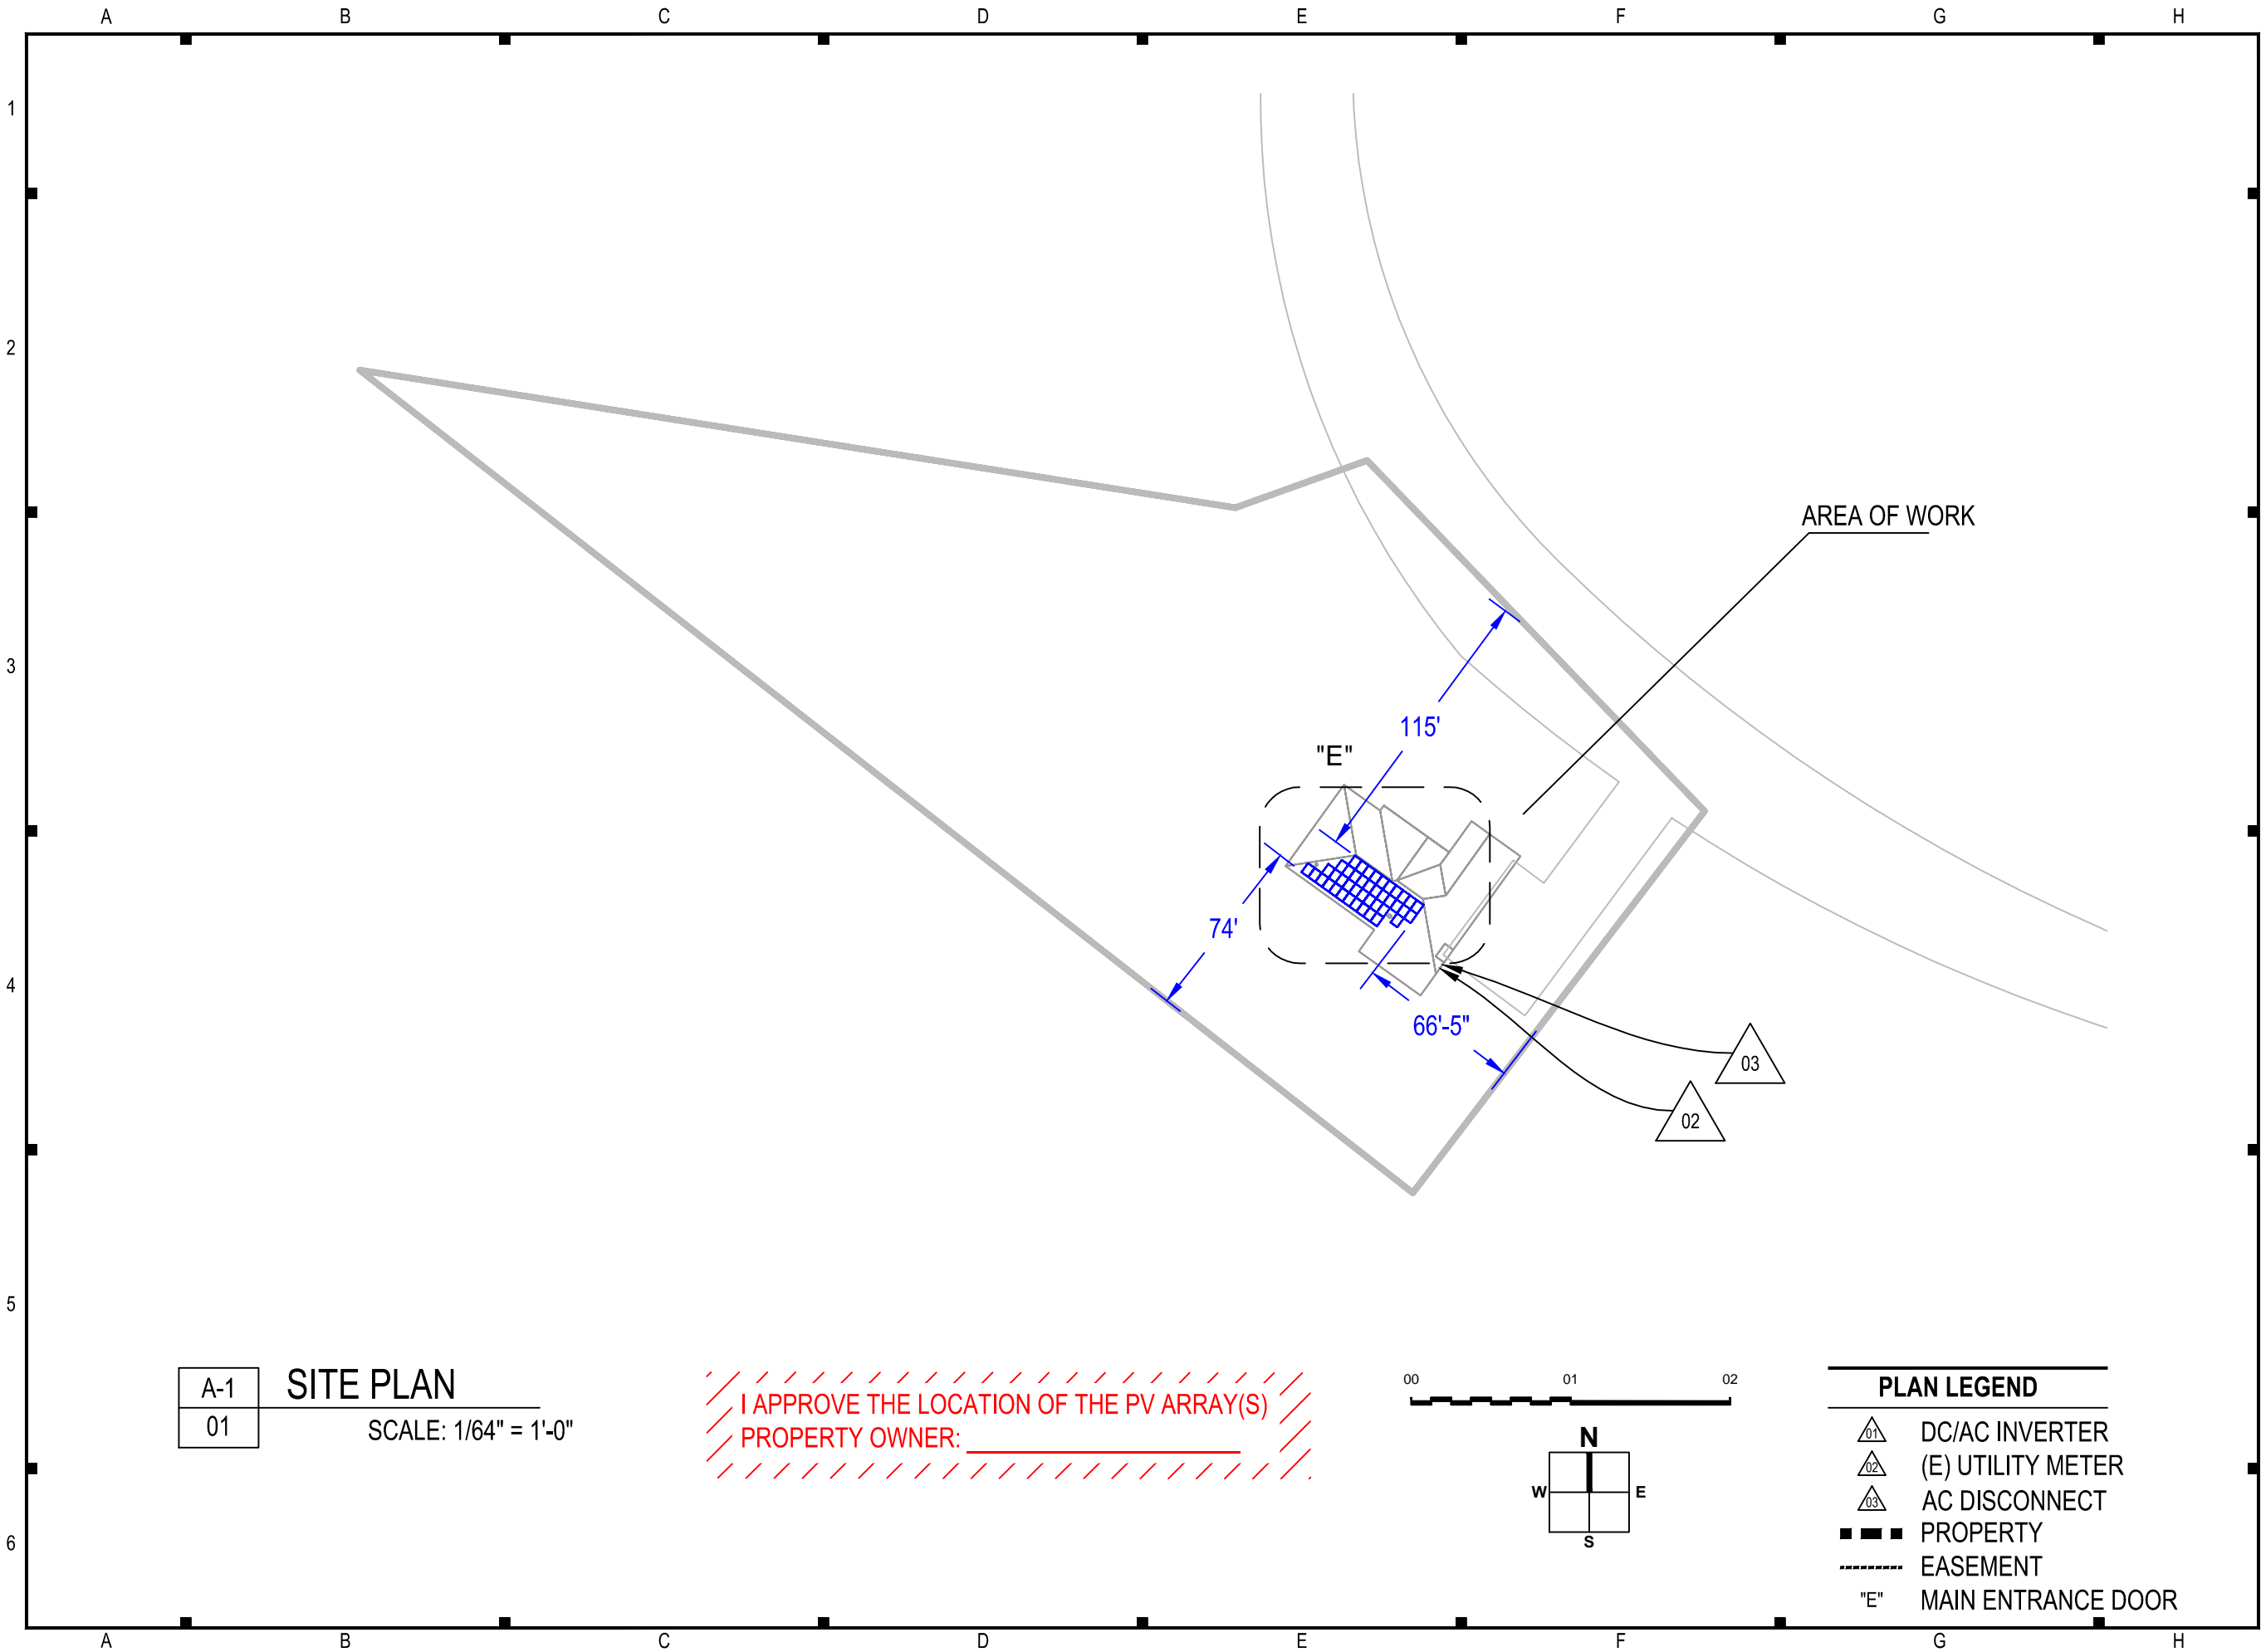 A B C D E F G H
1
2
3
4
5
6
AREA OF WORK
115'
"E"
74'
66'-5"
03
02
A-1
01
SITE PLAN
SCALE: 1/64" = 1'-0"
I APPROVE THE LOCATION OF THE PV ARRAY(S)
PROPERTY OWNER:
00 01 02
N
W E
S
PLAN LEGEND
01 DC/AC INVERTER
02 (E) UTILITY METER
03 AC DISCONNECT
PROPERTY
EASEMENT
"E" MAIN ENTRANCE DOOR
A B C D E F G H